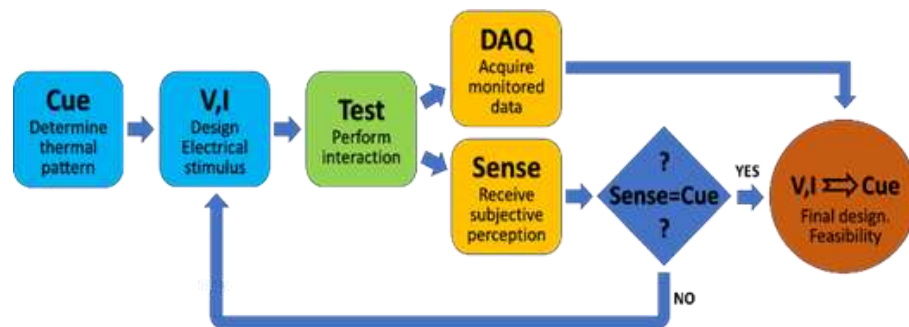 Cue
Determine
thermal
pattern
V,I
Design
Electrical
stimulus
Test
Perform
interaction
DAQ
Acquire
monitored
data
Sense
Receive
subjective
perception
?
Sense=Cue
?
YES
NO
V,I ⇒ Cue
Final design.
Feasibility